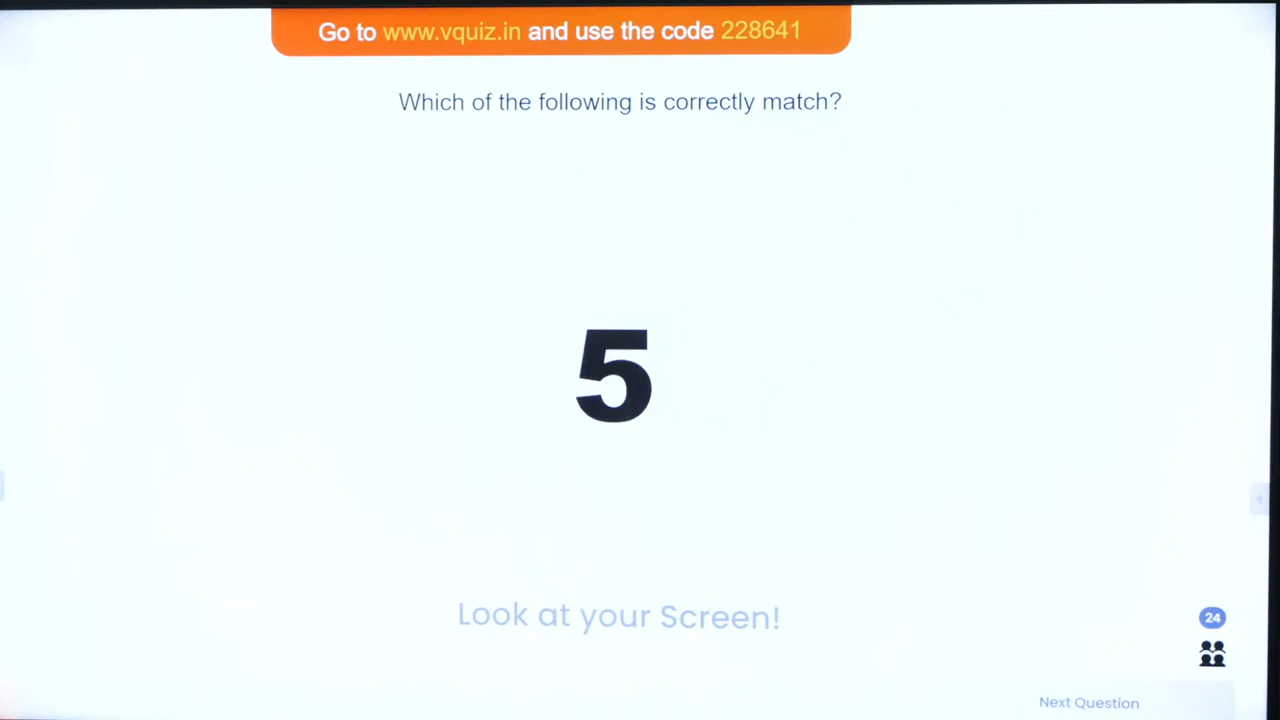 Go to www.vquiz.in and use the code 228641
Which of the following is correctly match?
5
Look at your Screen!
24
Next Question